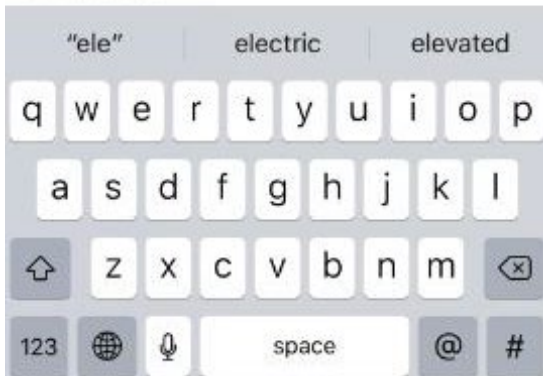 “ele” electric elevated
q w e r t y u i o p
a s d f g h j k l
z x c v b n m
123 space @ #